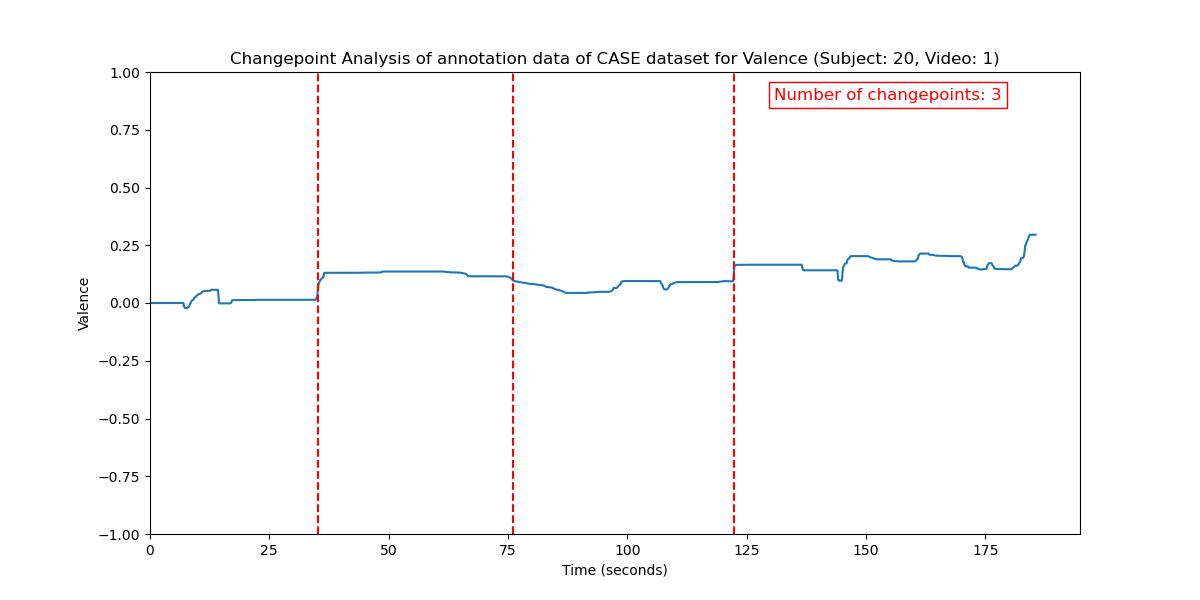 Changepoint Analysis of annotation data of CASE dataset for Valence (Subject: 20, Video: 1)
Number of changepoints: 3
1.00
0.75
0.50
0.25
0.00
−0.25
−0.50
−0.75
−1.00
Valence
0 25 50 75 100 125 150 175
Time (seconds)